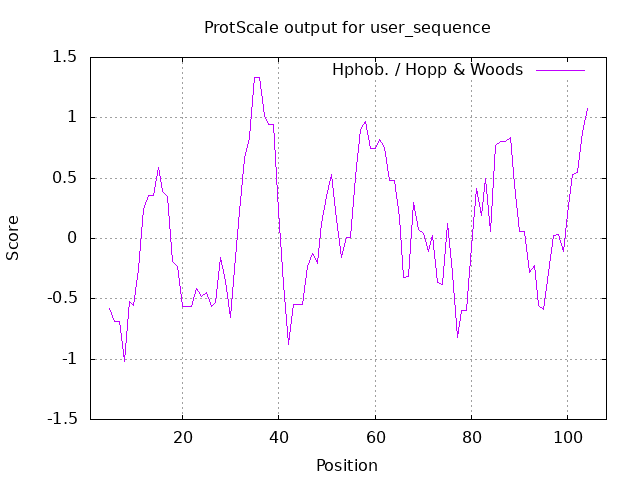 ProtScale output for user_sequence
Hphob. / Hopp & Woods
1.5
1
0.5
0
-0.5
-1
-1.5
Score
20 40 60 80 100
Position